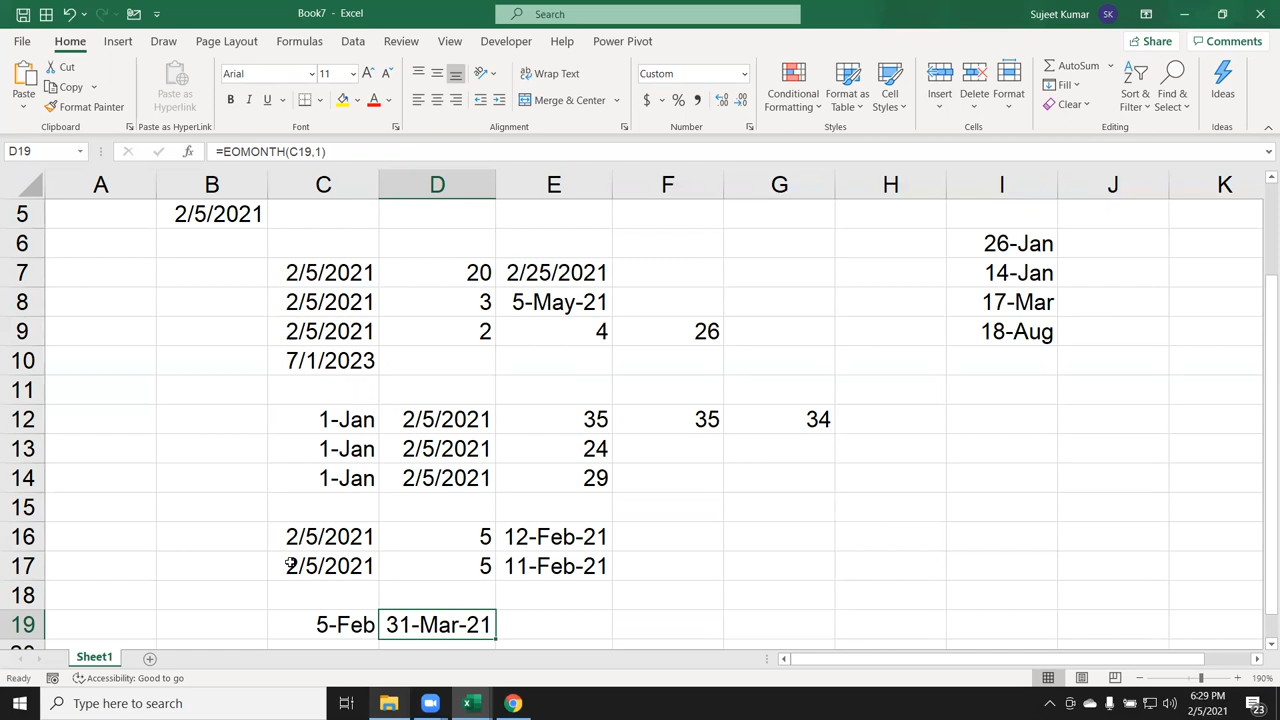 Book7 - Excel
Search
Sujeet Kumar
SK
File Home Insert Draw Page Layout Formulas Data Review View Developer Help Power Pivot
Share
Comments
Paste
Cut
Copy
Format Painter
Clipboard
Paste as
Hyperlink
Paste as HyperLink
Arial
11
B I U
Font
Wrap Text
Merge & Center
Alignment
Custom
$ % ,
Number
Conditional
Formatting
Format as
Table
Cell
Styles
Styles
Insert Delete Format
Cells
AutoSum
Fill
Clear
Sort &
Filter
Find &
Select
Editing
Ideas
Ideas
D19
fx
=EOMONTH(C19,1)
A B C D E F G H I J K
5 2/5/2021
6 26-Jan
7 2/5/2021 20 2/25/2021 14-Jan
8 2/5/2021 3 5-May-21 17-Mar
9 2/5/2021 2 4 26 18-Aug
10 7/1/2023
11
12 1-Jan 2/5/2021 35 35 34
13 1-Jan 2/5/2021 24
14 1-Jan 2/5/2021 29
15
16 2/5/2021 5 12-Feb-21
17 2/5/2021 5 11-Feb-21
18
19 5-Feb 31-Mar-21
Sheet1
Ready
Accessibility: Good to go
190%
Type here to search
6:29 PM
2/5/2021
23